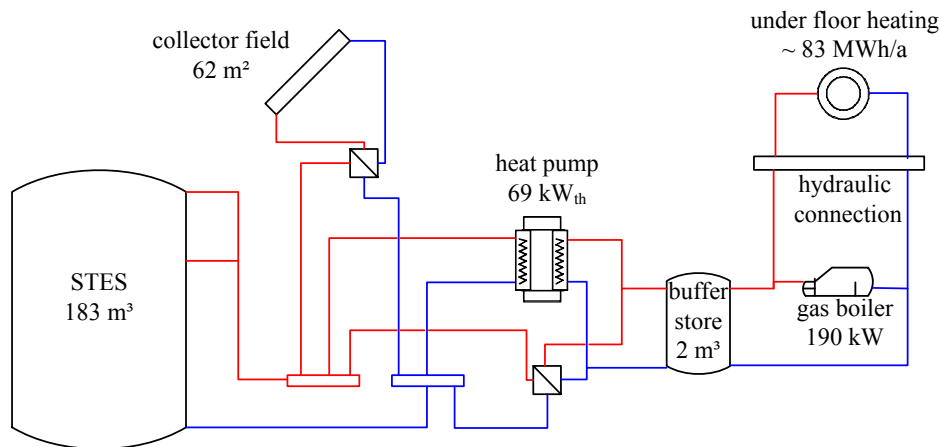 collector field
62 m²
under floor heating
~ 83 MWh/a
heat pump
69 kWth
hydraulic
connection
STES
183 m³
buffer
store
2 m³
gas boiler
190 kW